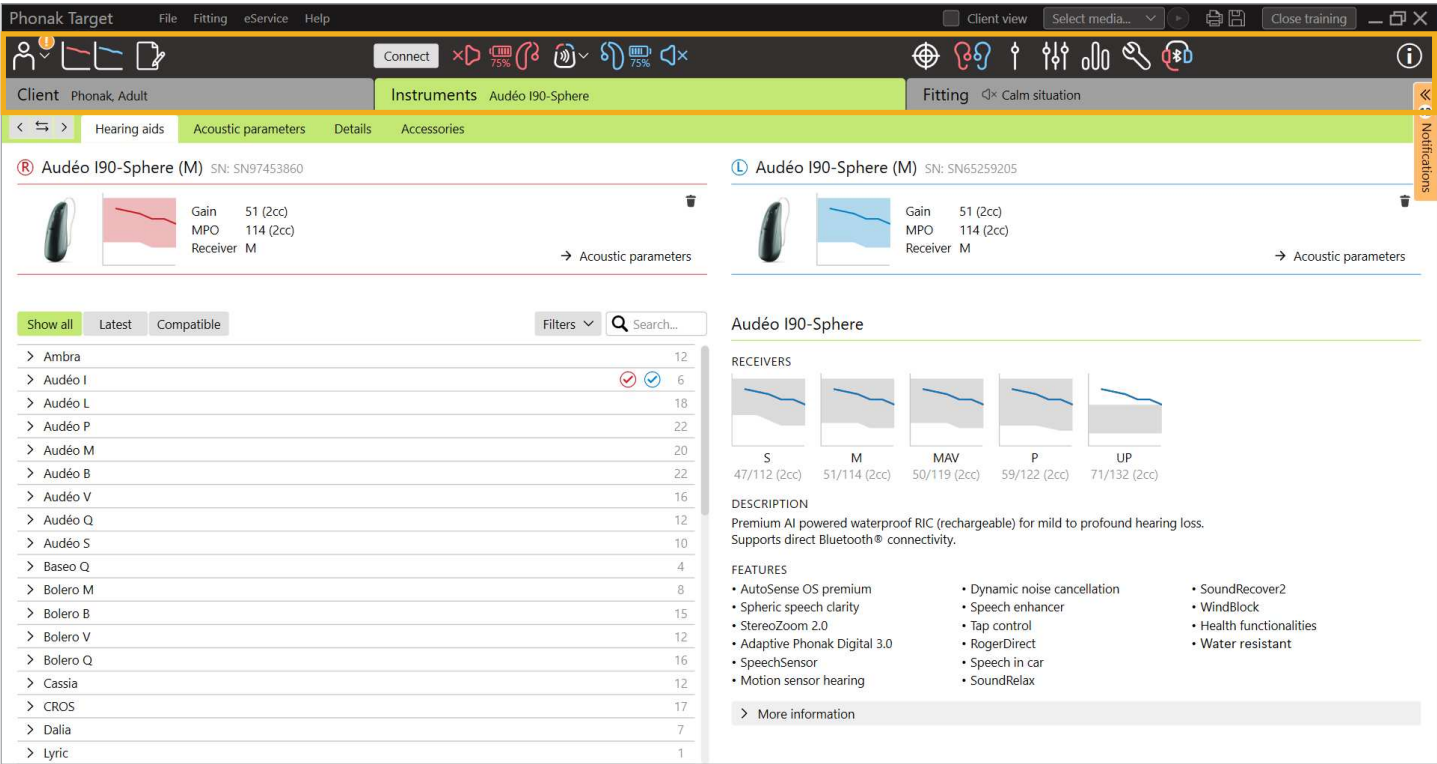 Phonak Target File Fitting eService Help Client view Select media... Close training
Connect 75% 75%
Client Phonak, Adult Instruments Audéo I90-Sphere Fitting Calm situation
Hearing aids Acoustic parameters Details Accessories
Notifications
R Audéo I90-Sphere (M) SN: SN97453860
Gain 51 (2cc)
MPO 114 (2cc)
Receiver M
→ Acoustic parameters
L Audéo I90-Sphere (M) SN: SN65259205
Gain 51 (2cc)
MPO 114 (2cc)
Receiver M
→ Acoustic parameters
Show all Latest Compatible Filters Search...
Ambra 12
Audéo I 6
Audéo L 18
Audéo P 22
Audéo M 20
Audéo B 22
Audéo V 16
Audéo Q 12
Audéo S 10
Baseo Q 4
Bolero M 8
Bolero B 15
Bolero V 12
Bolero Q 16
Cassia 12
CROS 17
Dalia 7
Lyric 1
Audéo I90-Sphere
RECEIVERS
S M MAV P UP
47/112 (2cc) 51/114 (2cc) 50/119 (2cc) 59/122 (2cc) 71/132 (2cc)
DESCRIPTION
Premium AI powered waterproof RIC (rechargeable) for mild to profound hearing loss.
Supports direct Bluetooth® connectivity.
FEATURES
• AutoSense OS premium
• Spheric speech clarity
• StereoZoom 2.0
• Adaptive Phonak Digital 3.0
• SpeechSensor
• Motion sensor hearing
• Dynamic noise cancellation
• Speech enhancer
• Tap control
• RogerDirect
• Speech in car
• SoundRelax
• SoundRecover2
• WindBlock
• Health functionalities
• Water resistant
More information